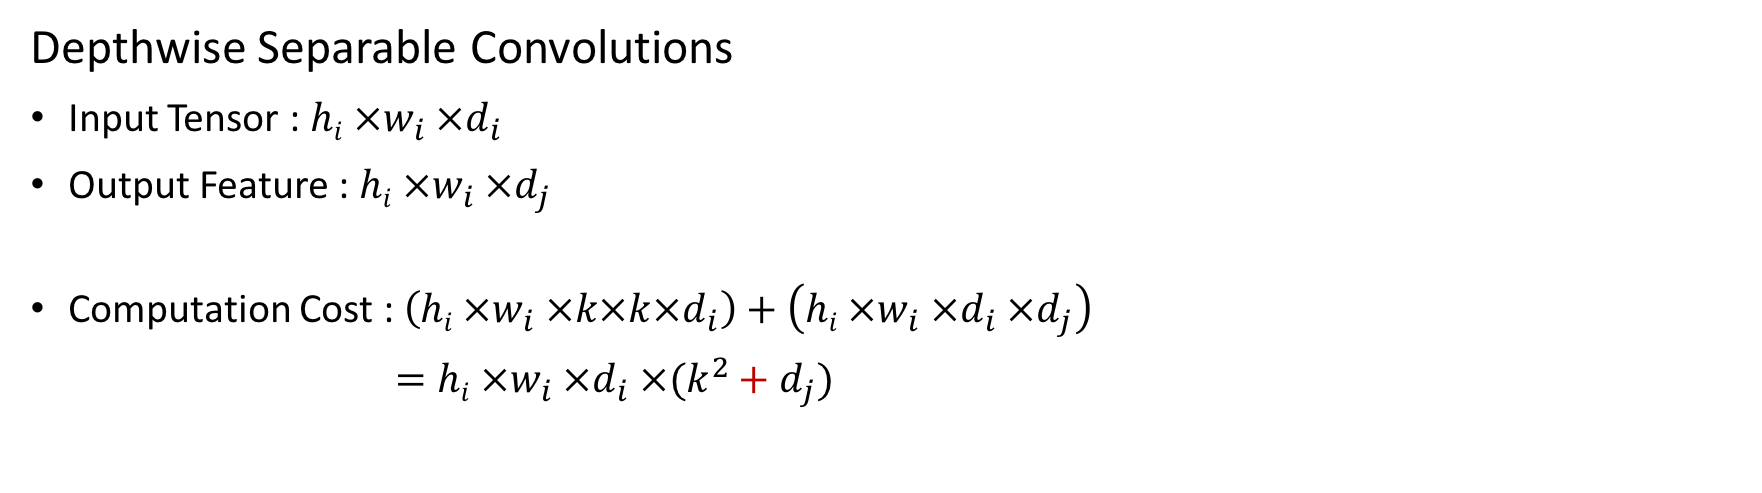 Depthwise Separable Convolutions
• Input Tensor : hᵢ ×wᵢ ×dᵢ
• Output Feature : hᵢ ×wᵢ ×dⱼ
• Computation Cost : (hᵢ ×wᵢ ×k×k×dᵢ) + (hᵢ ×wᵢ ×dᵢ ×dⱼ)
= hᵢ ×wᵢ ×dᵢ ×(k² + dⱼ)